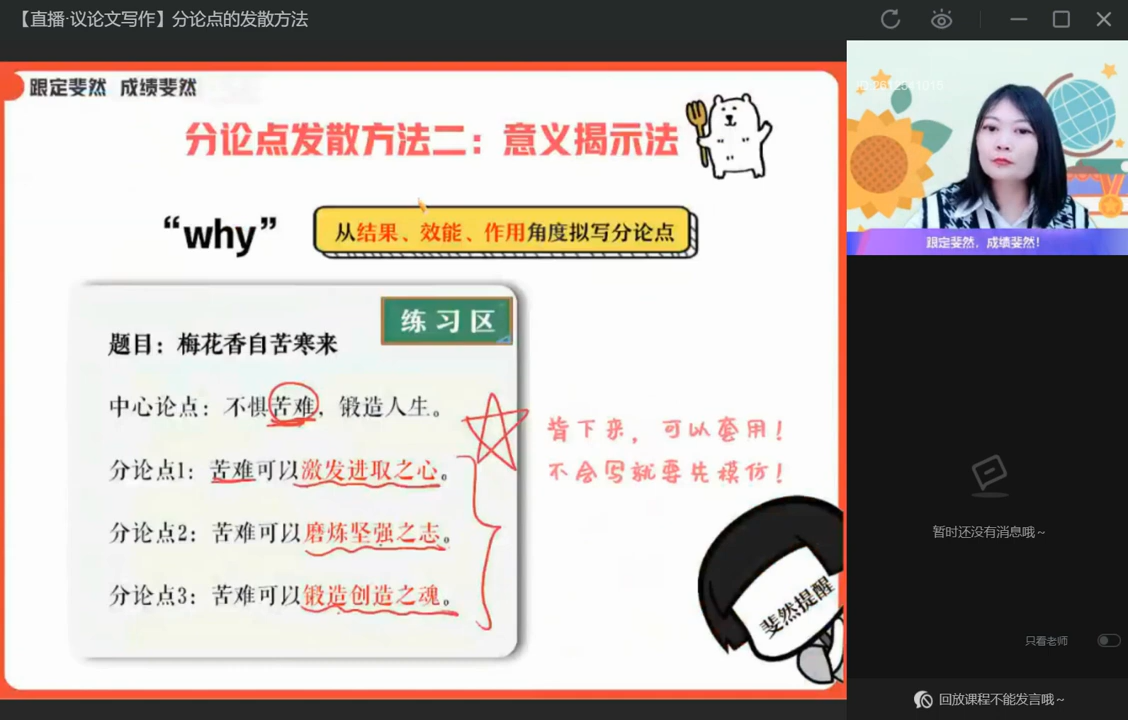 【直播·议论文写作】分论点的发散方法
跟定斐然 成绩斐然
分论点发散方法二：意义揭示法
“why”
从结果、效能、作用角度拟写分论点
练习区
题目：梅花香自苦寒来
中心论点：不惧苦难，锻造人生。
分论点1：苦难可以激发进取之心。
分论点2：苦难可以磨炼坚强之志。
分论点3：苦难可以锻造创造之魂。
背下来，可以套用！
不会写就要先模仿！
斐然提醒
跟定斐然，成绩斐然！
暂时还没有消息哦~
只看老师
回放课程不能发言哦~